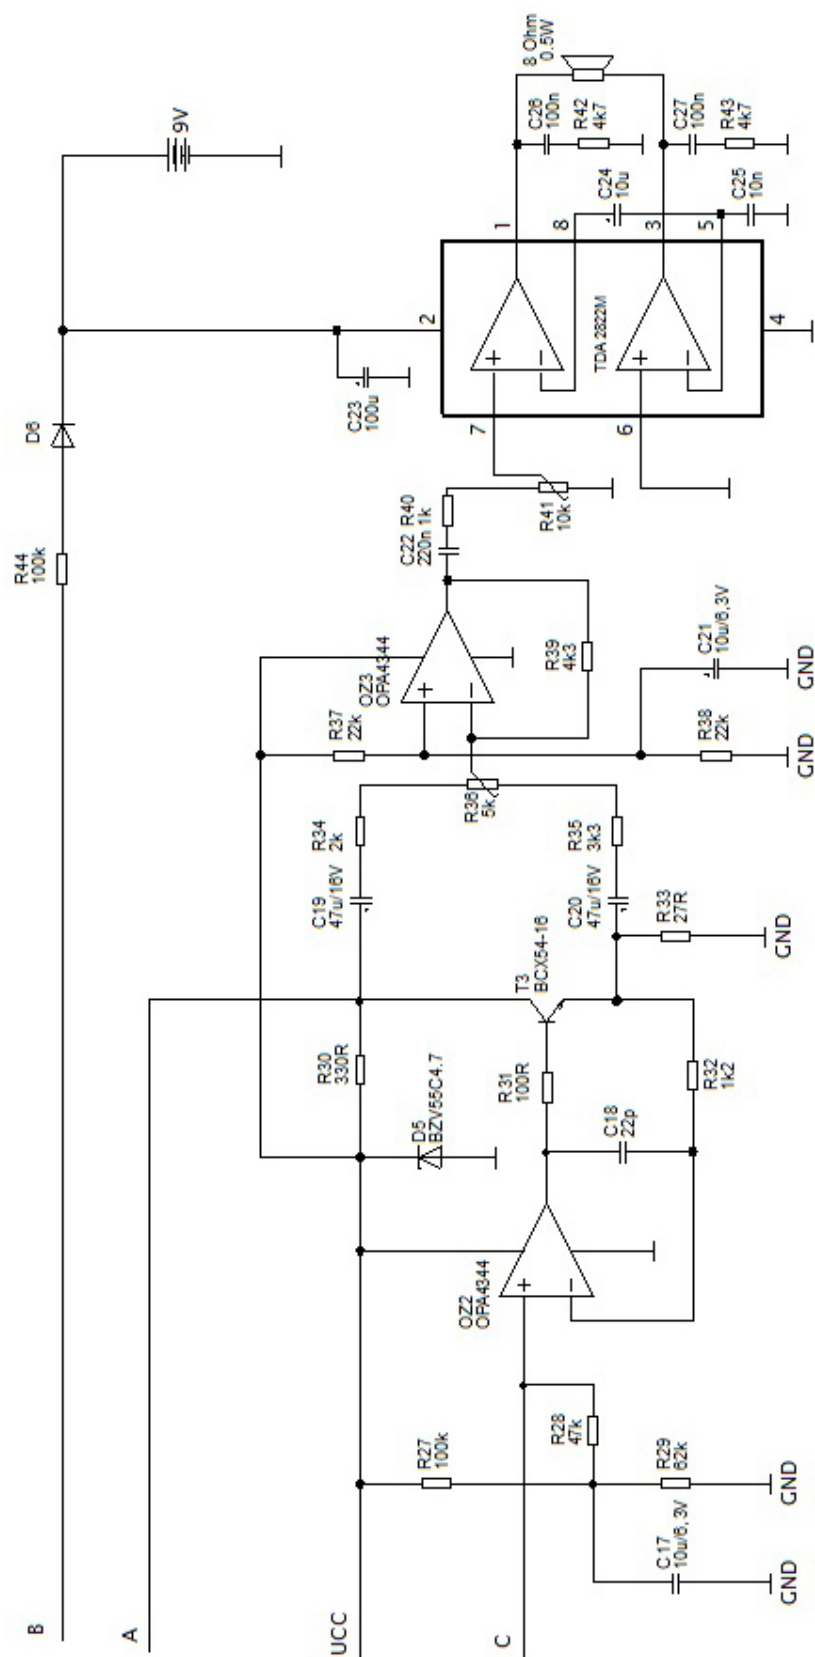 B
A
UCC
C
R44
100k
D6
9V
C23
100u
2
1
8
3
5
4
7
6
TDA 2822M
+
−
+
−
8 Ohm
0.5W
C26
100n
R42
4k7
C27
100n
R43
4k7
C24
10u
C25
10n
R41
10k
C22 R40
220n 1k
OZ3
OPA4344
+
−
R39
4k3
R37
22k
R38
22k
C21
10u/6,3V
GND
GND
R36
5k
R34
2k
R35
3k3
C19
47u/16V
C20
47u/16V
R33
27R
GND
T3
BCX54-16
R30
330R
D5
BZV55C4.7
R31
100R
C18
22p
R32
1k2
OZ2
OPA4344
+
−
R27
100k
R28
47k
R29
62k
C17
10u/6,3V
GND
GND